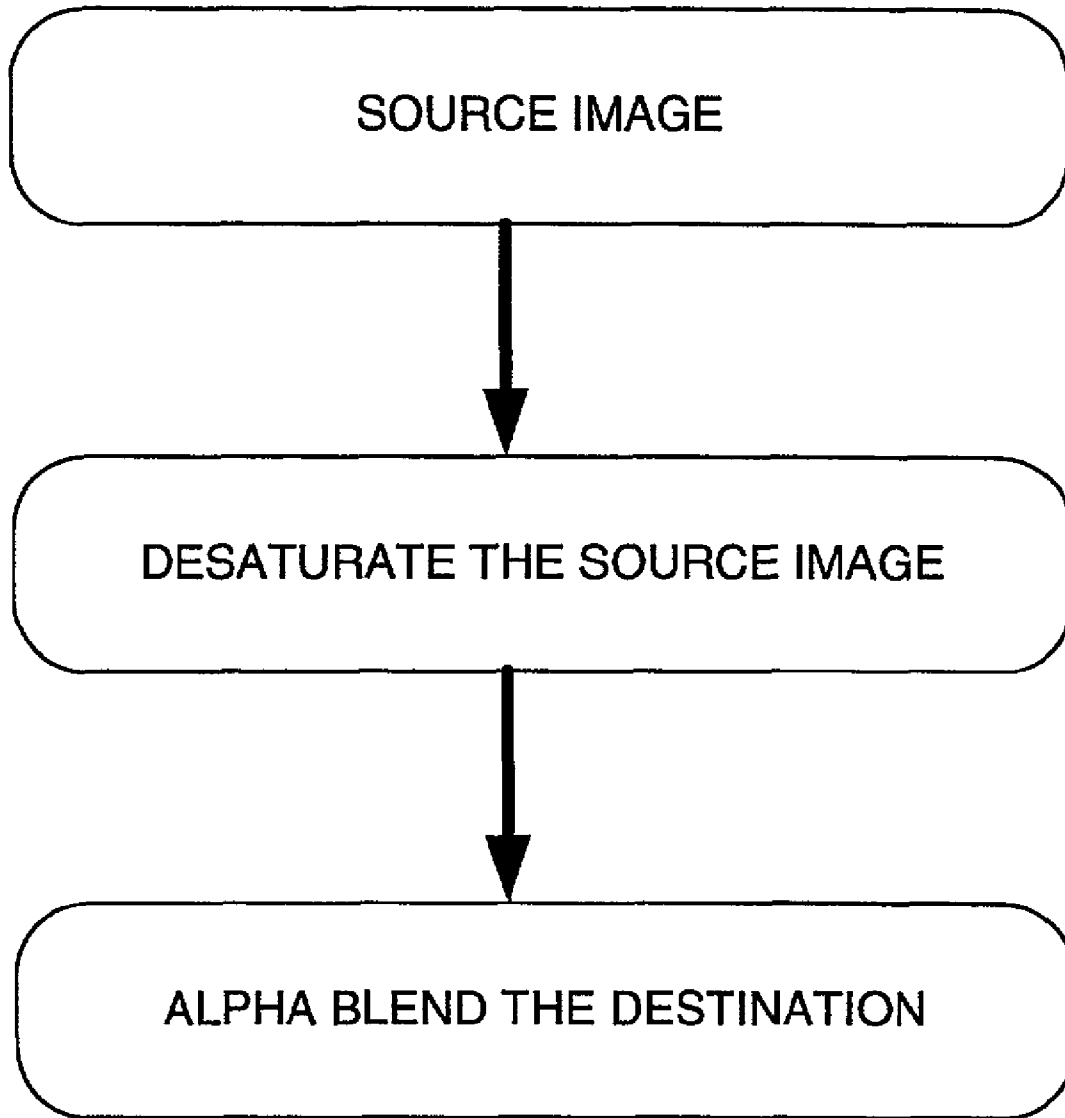 SOURCE IMAGE
DESATURATE THE SOURCE IMAGE
ALPHA BLEND THE DESTINATION